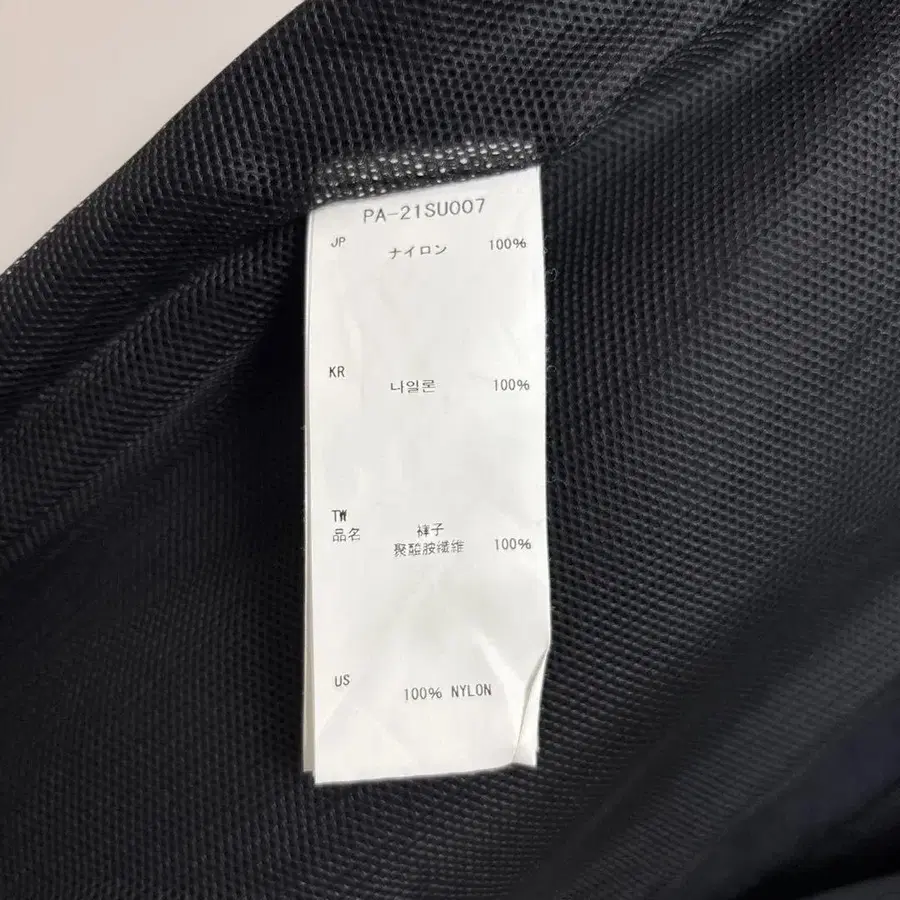 PA-21SU007
JP
ナイロン 100%
KR
나일론 100%
TW
品名 褲子
聚醯胺纖維 100%
US
100% NYLON